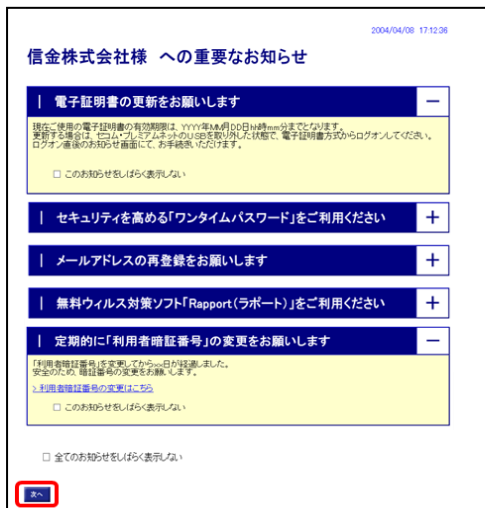 2004/04/08 17:12:36
信金株式会社様 への重要なお知らせ
| 電子証明書の更新をお願いします −
現在ご使用の電子証明書の有効期限は、YYYY年MM月DD日hh時mm分までとなります。
更新する場合は、セコム・プレミアムネットのUSBを取り外した状態で、電子証明書方式からログオンしてください。
ログオン直後のお知らせ画面にて、お手続きいただけます。
□ このお知らせをしばらく表示しない
| セキュリティを高める「ワンタイムパスワード」をご利用ください +
| メールアドレスの再登録をお願いします +
| 無料ウィルス対策ソフト「Rapport(ラポート)」をご利用ください +
| 定期的に「利用者暗証番号」の変更をお願いします −
「利用者暗証番号」を変更してから○○日が経過しました。
安全のため、暗証番号の変更をお願いします。
> 利用者暗証番号の変更はこちら
□ このお知らせをしばらく表示しない
□ 全てのお知らせをしばらく表示しない
次へ